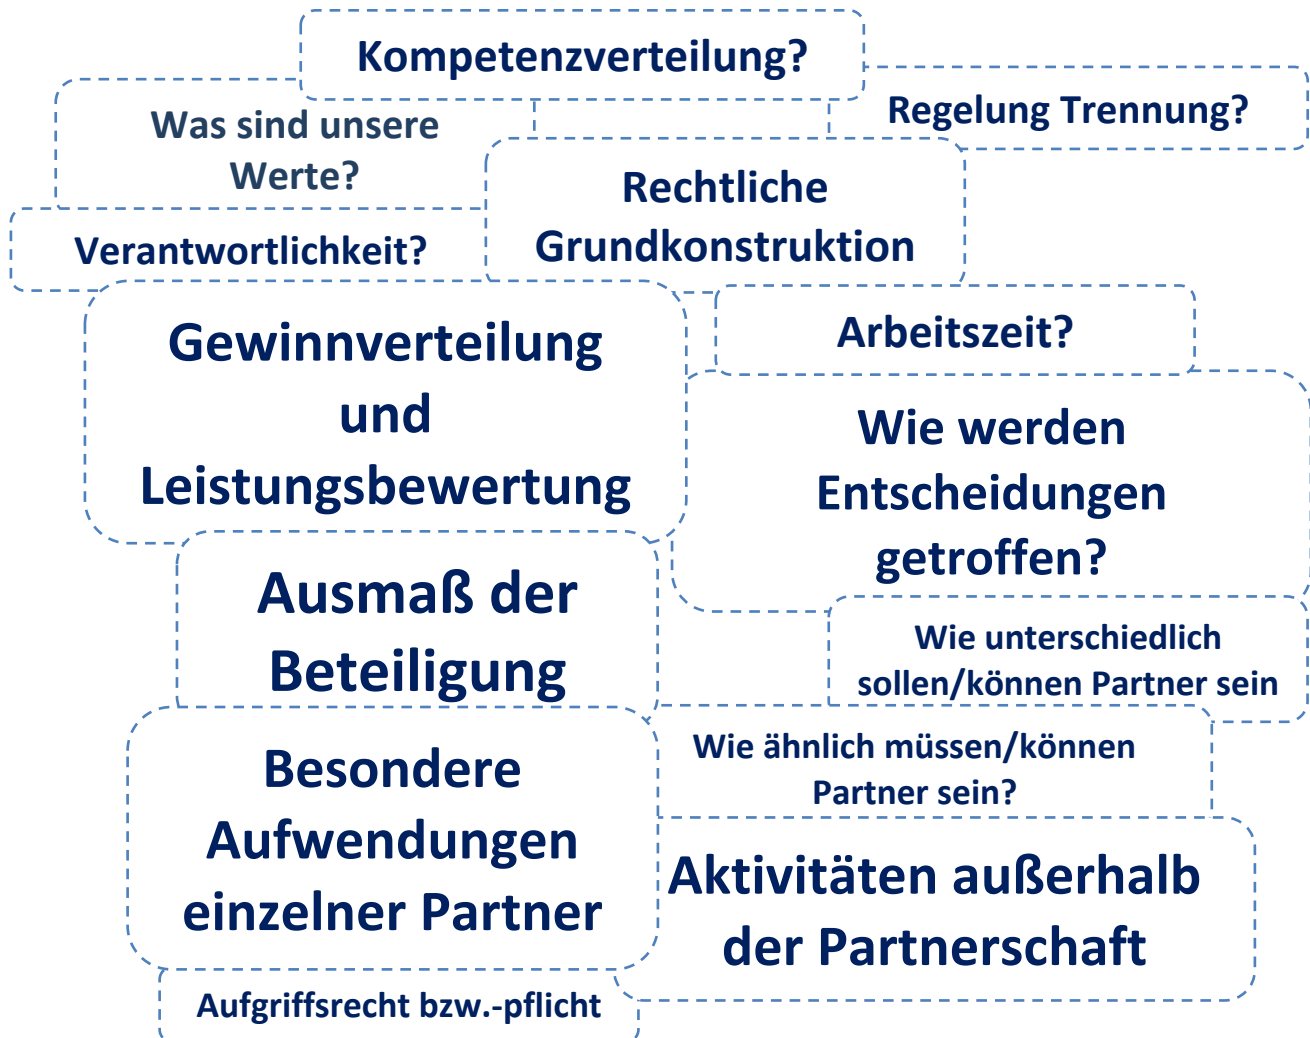 Kompetenzverteilung?
Regelung Trennung?
Was sind unsere
Werte?
Rechtliche
Grundkonstruktion
Verantwortlichkeit?
Gewinnverteilung
und
Leistungsbewertung
Arbeitszeit?
Wie werden
Entscheidungen
getroffen?
Ausmaß der
Beteiligung
Wie unterschiedlich
sollen/können Partner sein
Wie ähnlich müssen/können
Partner sein?
Besondere
Aufwendungen
einzelner Partner
Aktivitäten außerhalb
der Partnerschaft
Aufgriffsrecht bzw.-pflicht